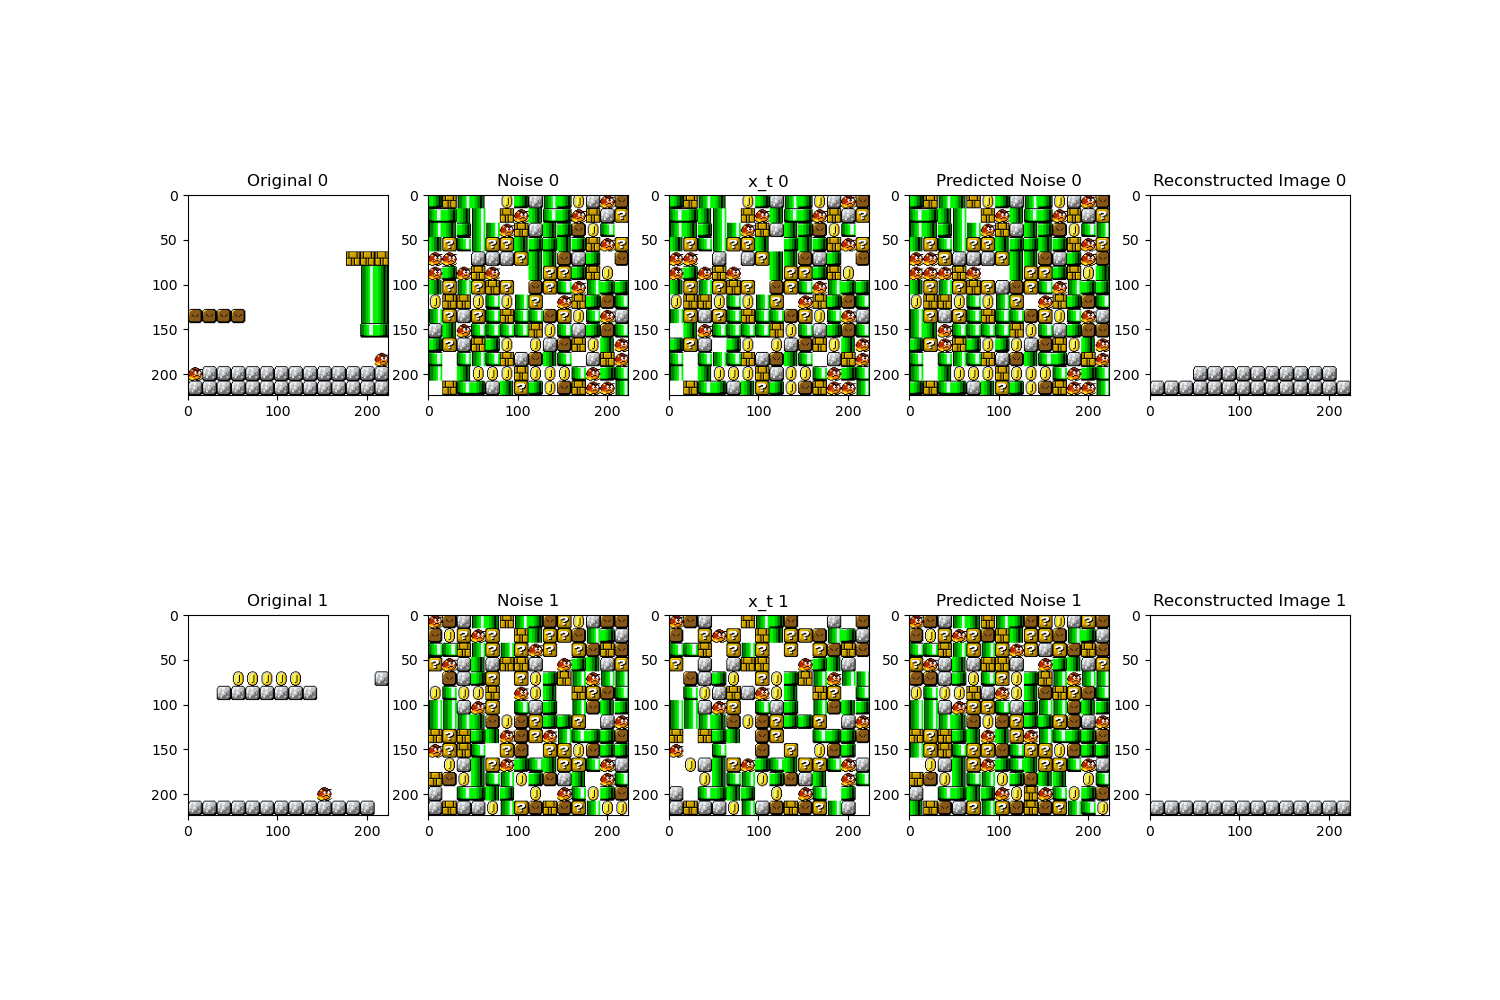 Original 0
Noise 0
x_t 0
Predicted Noise 0
Reconstructed Image 0
0 0 0 0 0
50 50 50 50 50
100 100 100 100 100
150 150 150 150 150
200 200 200 200 200
0 100 200 0 100 200 0 100 200 0 100 200 0 100 200
Original 1
Noise 1
x_t 1
Predicted Noise 1
Reconstructed Image 1
0 0 0 0 0
50 50 50 50 50
100 100 100 100 100
150 150 150 150 150
200 200 200 200 200
0 100 200 0 100 200 0 100 200 0 100 200 0 100 200